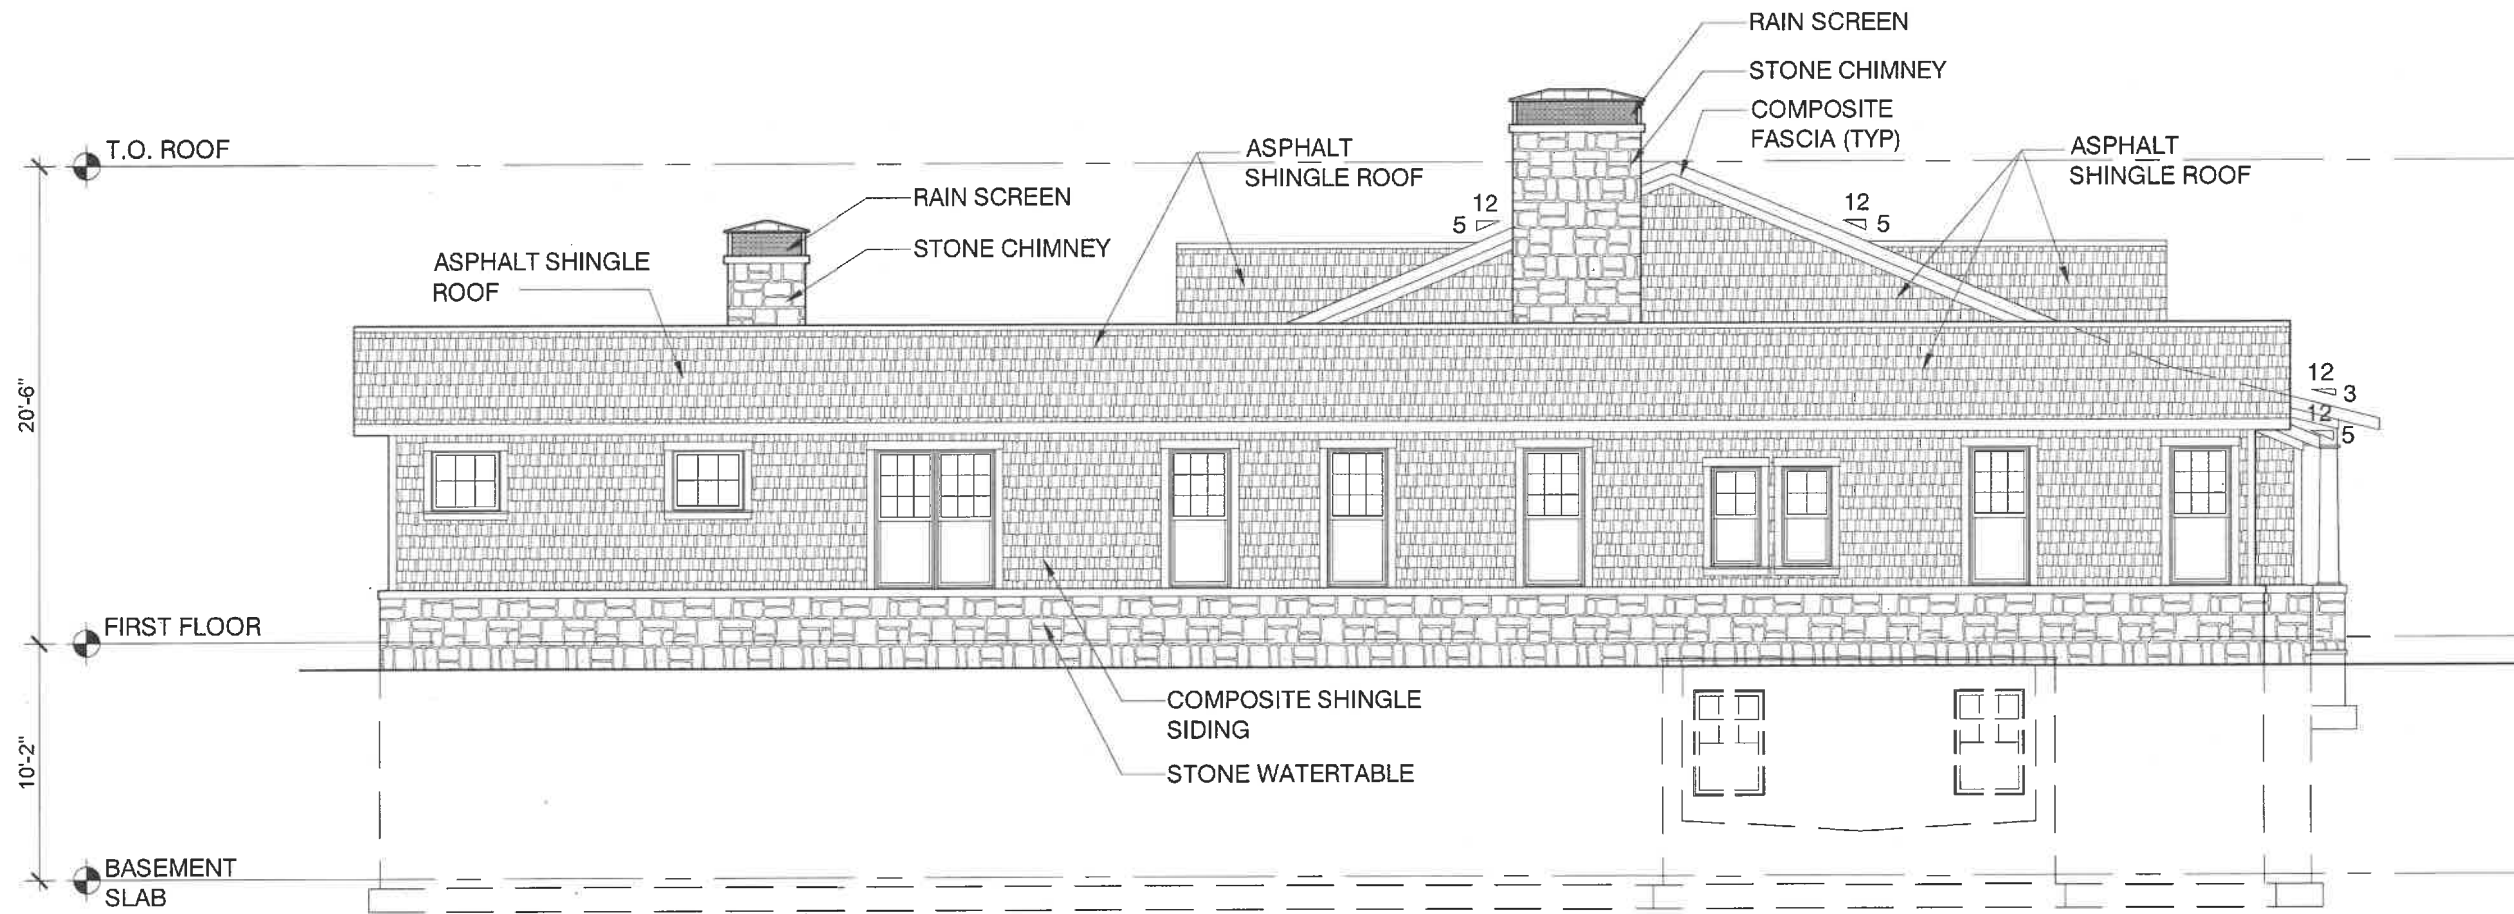 RAIN SCREEN
STONE CHIMNEY
COMPOSITE
FASCIA (TYP)
T.O. ROOF
ASPHALT
SHINGLE ROOF
ASPHALT
SHINGLE ROOF
RAIN SCREEN
12
5
12
5
STONE CHIMNEY
ASPHALT SHINGLE
ROOF
20'-6"
12
3
12
5
FIRST FLOOR
COMPOSITE SHINGLE
SIDING
STONE WATERTABLE
10'-2"
BASEMENT
SLAB